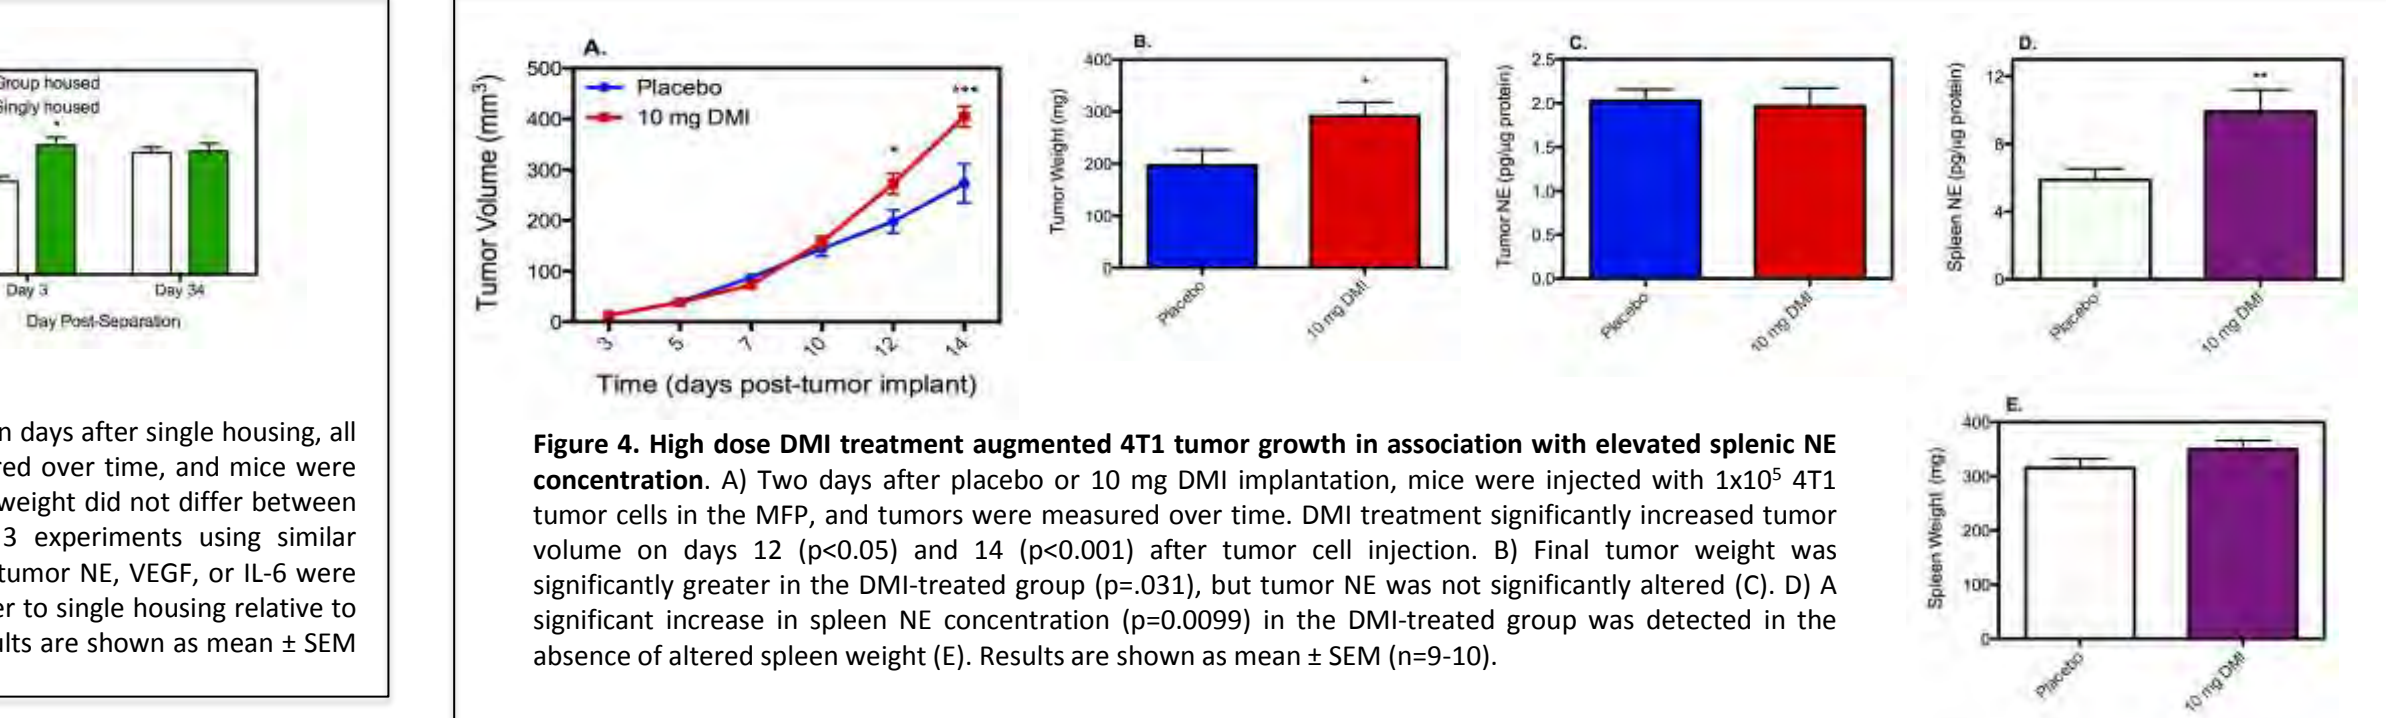 Group housed
Singly housed
*
Day 3
Day 34
Day Post-Separation
n days after single housing, all
red over time, and mice were
weight did not differ between
3 experiments using similar
tumor NE, VEGF, or IL-6 were
er to single housing relative to
ults are shown as mean ± SEM
A.
Tumor Volume (mm³)
500
400
300
200
100
0
Placebo
10 mg DMI
*
***
3
5
7
10
12
14
Time (days post-tumor implant)
B.
Tumor Weight (mg)
400
300
200
100
0
*
Placebo
10 mg DMI
C.
Tumor NE (pg/ug protein)
2.5
2.0
1.5
1.0
0.5
0.0
Placebo
10 mg DMI
D.
Spleen NE (pg/ug protein)
12
8
4
0
**
Placebo
10 mg DMI
E.
Spleen Weight (mg)
400
300
200
100
0
Placebo
10 mg DMI
Figure 4. High dose DMI treatment augmented 4T1 tumor growth in association with elevated splenic NE
concentration. A) Two days after placebo or 10 mg DMI implantation, mice were injected with 1x10⁵ 4T1
tumor cells in the MFP, and tumors were measured over time. DMI treatment significantly increased tumor
volume on days 12 (p<0.05) and 14 (p<0.001) after tumor cell injection. B) Final tumor weight was
significantly greater in the DMI-treated group (p=.031), but tumor NE was not significantly altered (C). D) A
significant increase in spleen NE concentration (p=0.0099) in the DMI-treated group was detected in the
absence of altered spleen weight (E). Results are shown as mean ± SEM (n=9-10).